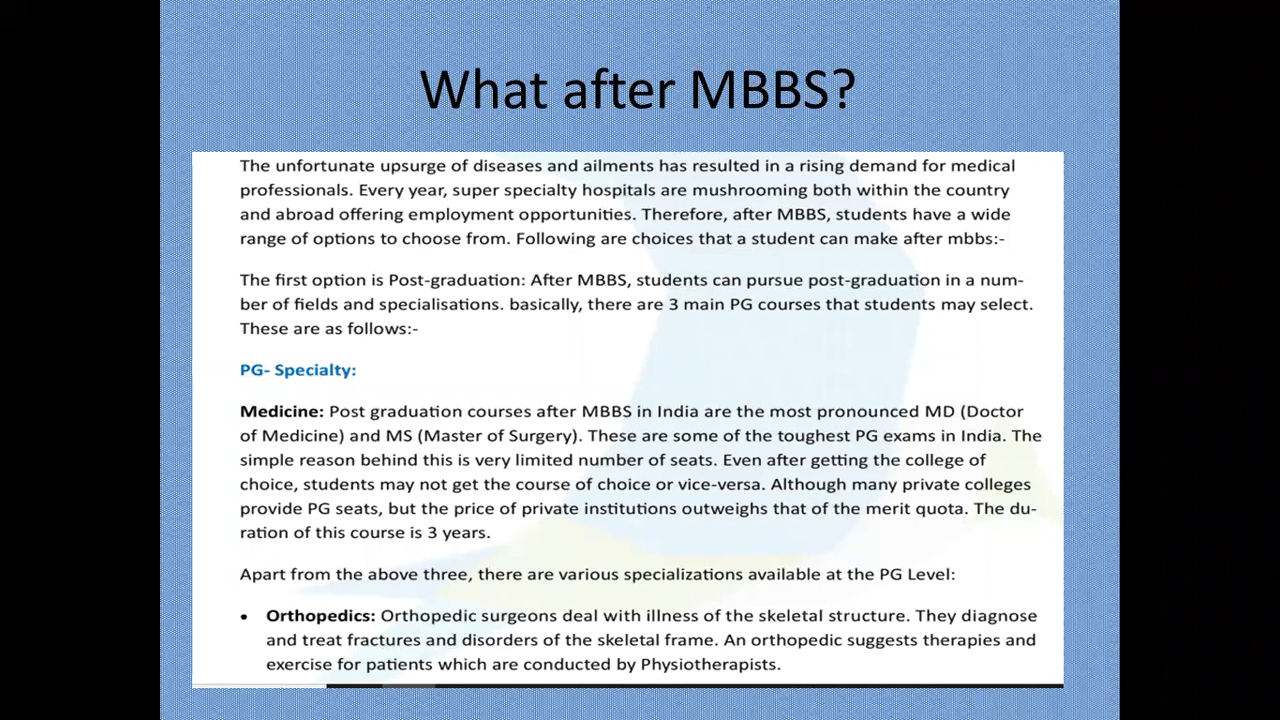 What after MBBS?
The unfortunate upsurge of diseases and ailments has resulted in a rising demand for medical
professionals. Every year, super specialty hospitals are mushrooming both within the country
and abroad offering employment opportunities. Therefore, after MBBS, students have a wide
range of options to choose from. Following are choices that a student can make after mbbs:-
The first option is Post-graduation: After MBBS, students can pursue post-graduation in a num-
ber of fields and specialisations. basically, there are 3 main PG courses that students may select.
These are as follows:-
PG- Specialty:
Medicine: Post graduation courses after MBBS in India are the most pronounced MD (Doctor
of Medicine) and MS (Master of Surgery). These are some of the toughest PG exams in India. The
simple reason behind this is very limited number of seats. Even after getting the college of
choice, students may not get the course of choice or vice-versa. Although many private colleges
provide PG seats, but the price of private institutions outweighs that of the merit quota. The du-
ration of this course is 3 years.
Apart from the above three, there are various specializations available at the PG Level:
• Orthopedics: Orthopedic surgeons deal with illness of the skeletal structure. They diagnose
and treat fractures and disorders of the skeletal frame. An orthopedic suggests therapies and
exercise for patients which are conducted by Physiotherapists.